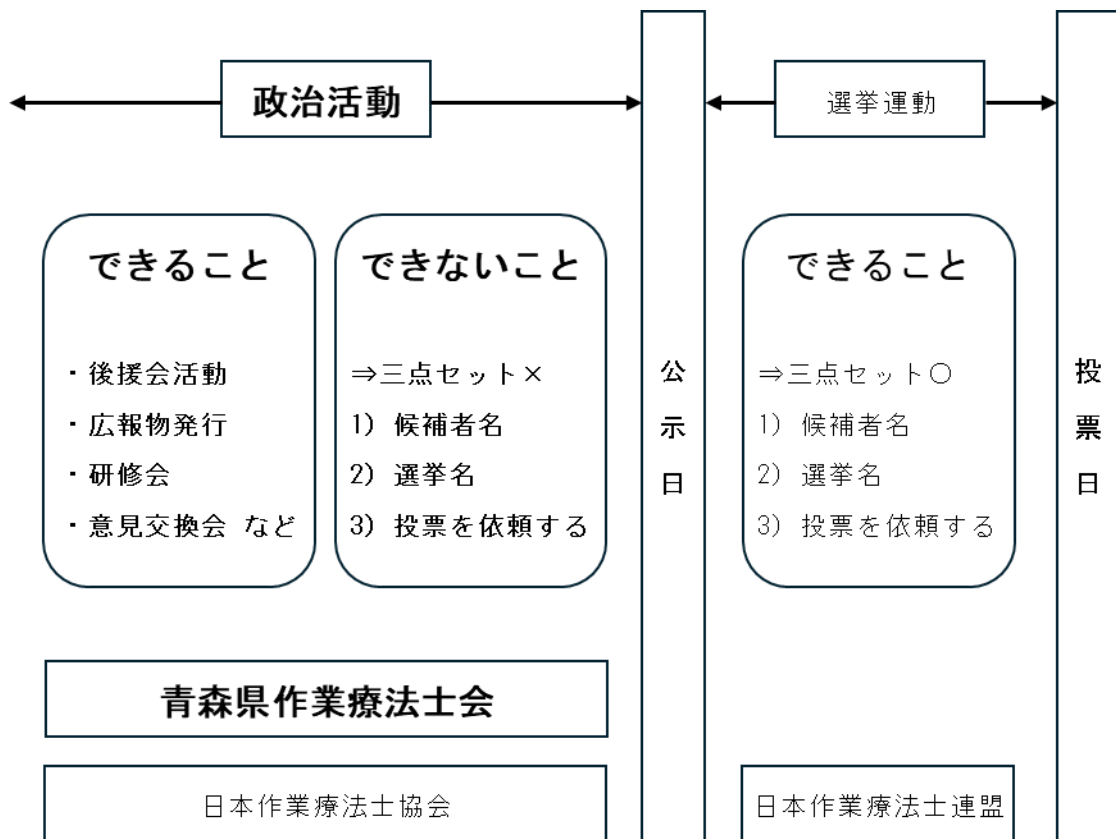 政治活動
選挙運動
できること
・後援会活動
・広報物発行
・研修会
・意見交換会 など
できないこと
⇒三点セット×
1) 候補者名
2) 選挙名
3) 投票を依頼する
公示日
できること
⇒三点セット〇
1) 候補者名
2) 選挙名
3) 投票を依頼する
投票日
青森県作業療法士会
日本作業療法士協会
日本作業療法士連盟